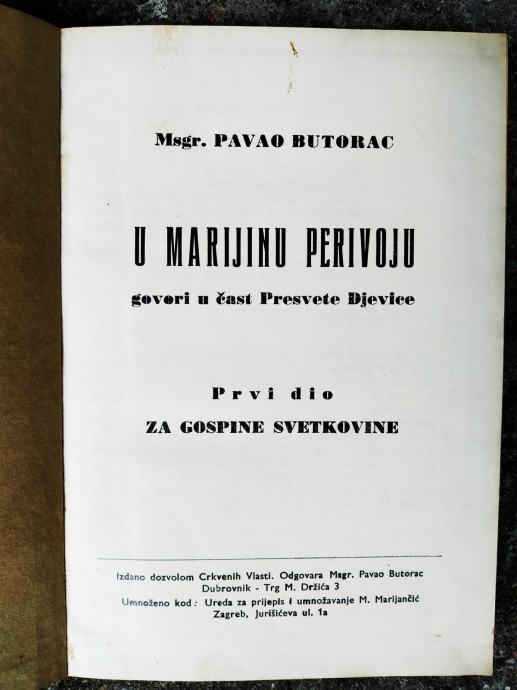 Msgr. PAVAO BUTORAC
U MARIJINU PERIVOJU
govori u čast Presvete Djevice
Prvi dio
ZA GOSPINE SVETKOVINE
Izdano dozvolom Crkvenih Vlasti. Odgovara Msgr. Pavao Butorac
Dubrovnik - Trg M. Držića 3
Umnoženo kod : Ureda za prijepis i umnožavanje M. Marijančić
Zagreb, Jurišićeva ul. 1a